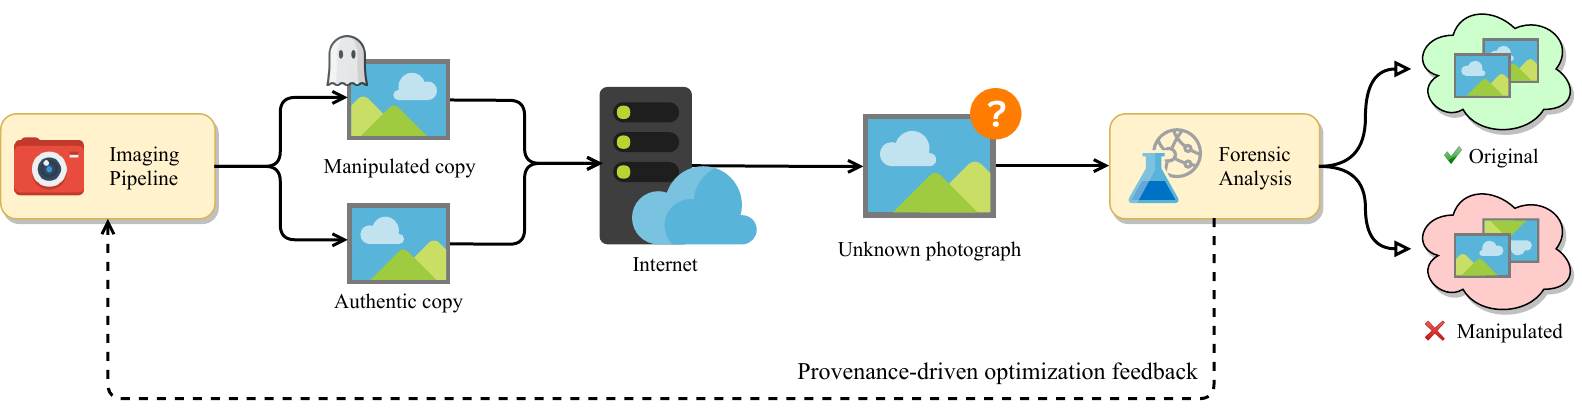 Imaging
Pipeline
Manipulated copy
Authentic copy
Internet
?
Unknown photograph
Forensic
Analysis
Original
Manipulated
Provenance-driven optimization feedback